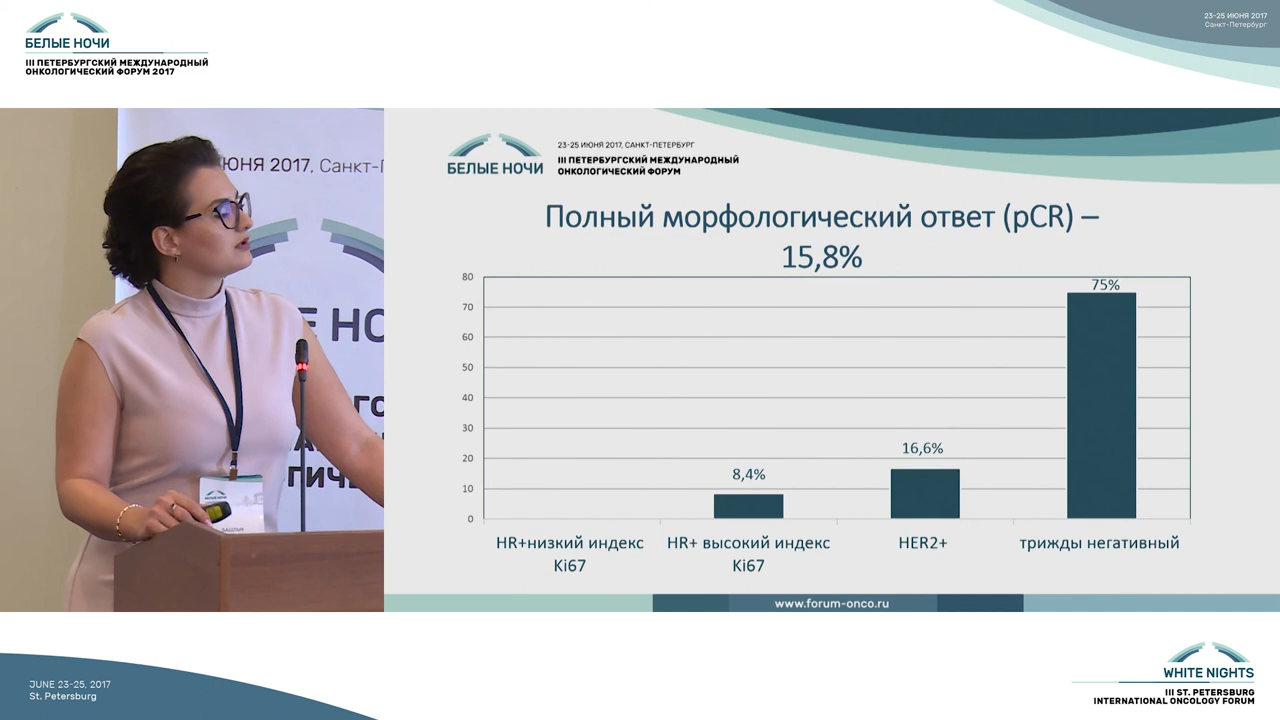 БЕЛЫЕ НОЧИ
III ПЕТЕРБУРГСКИЙ МЕЖДУНАРОДНЫЙ
ОНКОЛОГИЧЕСКИЙ ФОРУМ 2017
23-25 ИЮНЯ 2017
Санкт-Петербург
ЮНЯ 2017, Санкт-П
Е НО
ГО
ГИЧЕ
23-25 ИЮНЯ 2017, САНКТ-ПЕТЕРБУРГ
БЕЛЫЕ НОЧИ
III ПЕТЕРБУРГСКИЙ МЕЖДУНАРОДНЫЙ
ОНКОЛОГИЧЕСКИЙ ФОРУМ
Полный морфологический ответ (pCR) –
15,8%
80
70
60
50
40
30
20
10
0
8,4%
16,6%
75%
HR+низкий индекс
Ki67
HR+ высокий индекс
Ki67
HER2+
трижды негативный
www.forum-onco.ru
JUNE 23-25, 2017
St. Petersburg
WHITE NIGHTS
III ST. PETERSBURG
INTERNATIONAL ONCOLOGY FORUM